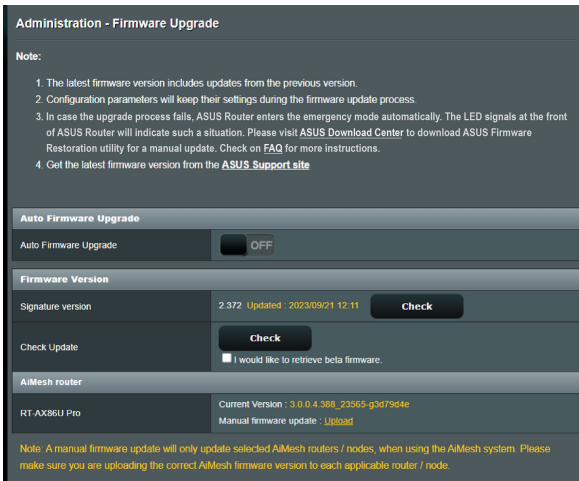 Administration - Firmware Upgrade
Note:
1. The latest firmware version includes updates from the previous version.
2. Configuration parameters will keep their settings during the firmware update process.
3. In case the upgrade process fails, ASUS Router enters the emergency mode automatically. The LED signals at the front
of ASUS Router will indicate such a situation. Please visit ASUS Download Center to download ASUS Firmware
Restoration utility for a manual update. Check on FAQ for more instructions.
4. Get the latest firmware version from the ASUS Support site
Auto Firmware Upgrade
Auto Firmware Upgrade OFF
Firmware Version
Signature version 2.372 Updated : 2023/09/21 12:11 Check
Check Update Check
I would like to retrieve beta firmware.
AiMesh router
RT-AX86U Pro Current Version : 3.0.0.4.388_23565-g3d79d4e
Manual firmware update : Upload
Note: A manual firmware update will only update selected AiMesh routers / nodes, when using the AiMesh system. Please
make sure you are uploading the correct AiMesh firmware version to each applicable router / node.